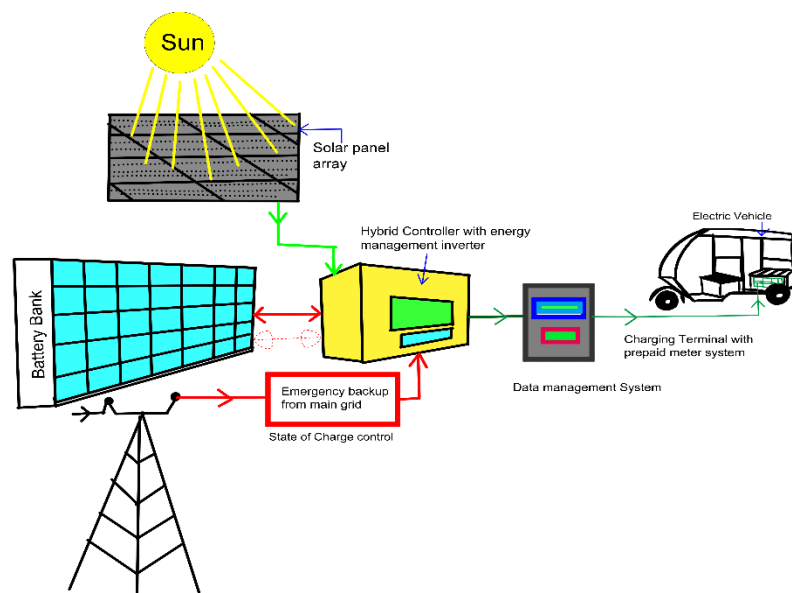 Sun
Solar panel
array
Hybrid Controller with energy
management inverter
Electric Vehicle
Battery Bank
Charging Terminal with
prepaid meter system
Data management System
Emergency backup
from main grid
State of Charge control